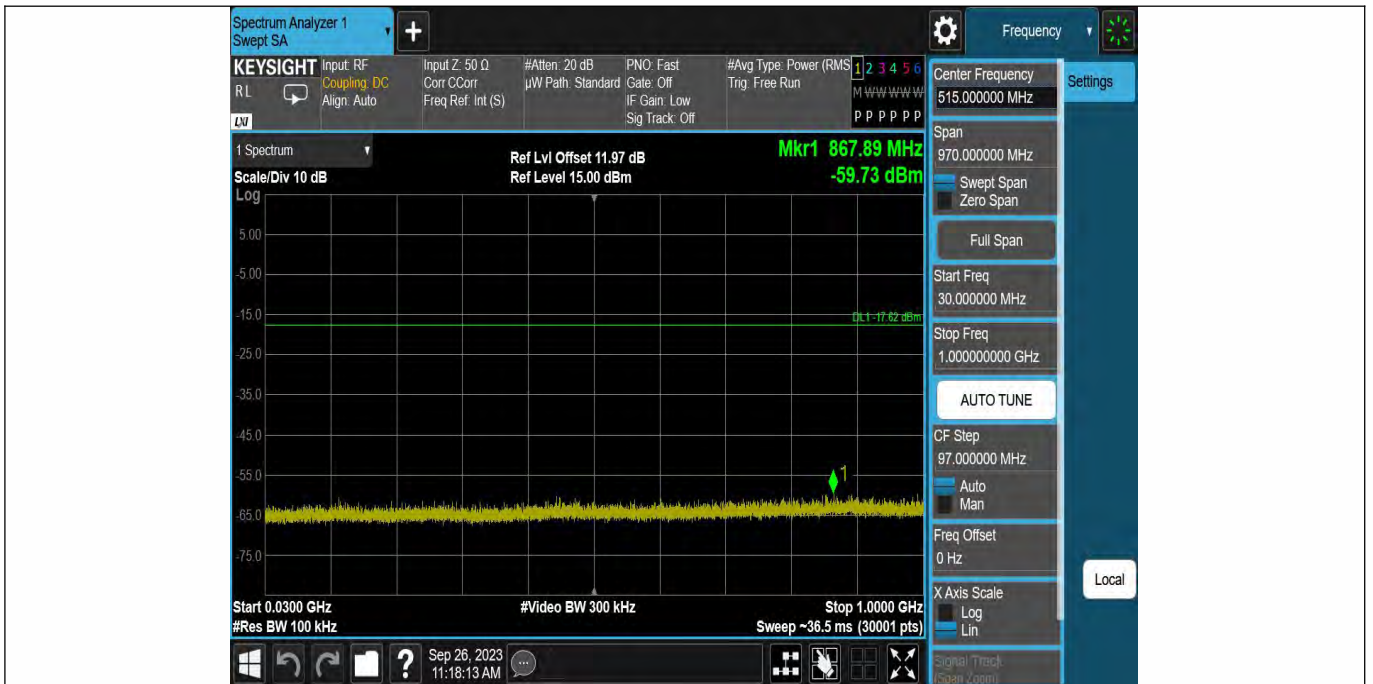 Spectrum Analyzer 1
Swept SA
+
Frequency
KEYSIGHT
RL
LXI
Input: RF
Coupling: DC
Align: Auto
Input Z: 50 Ω
Corr CCorr
Freq Ref: Int (S)
#Atten: 20 dB
µW Path: Standard
PNO: Fast
Gate: Off
IF Gain: Low
Sig Track: Off
#Avg Type: Power (RMS
Trig: Free Run
1 2 3 4 5 6
M W W W W W
P P P P P P
Center Frequency
515.000000 MHz
Settings
1 Spectrum
Scale/Div 10 dB
Ref Lvl Offset 11.97 dB
Ref Level 15.00 dBm
Mkr1 867.89 MHz
-59.73 dBm
Span
970.000000 MHz
Swept Span
Zero Span
Full Span
Start Freq
30.000000 MHz
Stop Freq
1.000000000 GHz
AUTO TUNE
CF Step
97.000000 MHz
Auto
Man
Freq Offset
0 Hz
X Axis Scale
Log
Lin
Signal Track
(Span Zoom)
Local
Log
5.00
-5.00
-15.0
DL1 -17.62 dBm
-25.0
-35.0
-45.0
-55.0
1
-65.0
-75.0
Start 0.0300 GHz
#Res BW 100 kHz
#Video BW 300 kHz
Stop 1.0000 GHz
Sweep ~36.5 ms (30001 pts)
?
Sep 26, 2023
11:18:13 AM